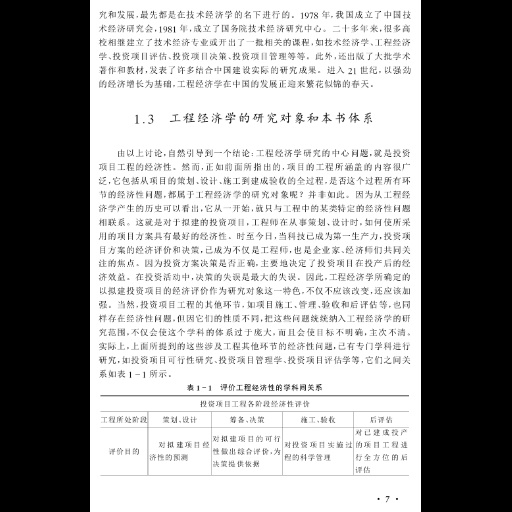 究和发展,最先都是在技术经济学的名下进行的。1978 年,我国成立了中国技
术经济研究会,1981 年,成立了国务院技术经济研究中心。二十多年来,很多高
校相继建立了技术经济专业或开出了一批相关的课程,如技术经济学、工程经济
学、投资项目评估、投资项目决策、投资项目管理等等。此外,还出版了大批学术
著作和教材,发表了许多结合中国建设实际的研究成果。进入 21 世纪,以强劲
的经济增长为基础,工程经济学在中国的发展正迎来繁花似锦的春天。
1.3 工程经济学的研究对象和本书体系
由以上讨论,自然引导到一个结论:工程经济学研究的中心问题,就是投资
项目工程的经济性。然而,正如前面所指出的,项目的工程所涵盖的内容很广
泛,它包括从项目的策划、设计、施工到建成验收的全过程,是否这个过程所有环
节的经济性问题,都属于工程经济学的研究对象呢?并非如此。因为从工程经
济学产生的历史可以看出,它从一开始,就只与工程中的某类特定的经济性问题
相联系。这就是对于拟建的投资项目,工程师在从事策划、设计时,如何使所采
用的项目方案具有最好的经济性。时至今日,当科技已成为第一生产力,投资项
目方案的经济评价和决策,已成为不仅是工程师,也是企业家、经济师们共同关
注的焦点。因为投资方案决策是否正确,主要地决定了投资项目在投产后的经
济效益。在投资活动中,决策的失误是最大的失误。因此,工程经济学所确定的
以拟建投资项目的经济评价作为研究对象这一特色,不仅不应该改变,还应该加
强。当然,投资项目工程的其他环节,如项目施工、管理、验收和后评估等,也同
样存在经济性问题,但因它们的性质不同,把这些问题统统纳入工程经济学的研
究范围,不仅会使这个学科的体系过于庞大,而且会使目标不明确,主次不清。
实际上,上面所提到的这些涉及工程其他环节的经济性问题,已有专门学科进行
研究,如投资项目可行性研究、投资项目管理学、投资项目评估学等,它们之间关
系如表 1-1 所示。
表 1-1 评价工程经济性的学科间关系
投资项目工程各阶段经济性评价
工程所处阶段 策划、设计 筹备、决策 施工、验收 后评估
评价目的 对拟建项目经济性的预测 对拟建项目的可行性做出综合评价,为决策提供依据 对投资项目实施过程的科学管理 对已建成投产的项目工程进行全方位的后评估
· 7 ·